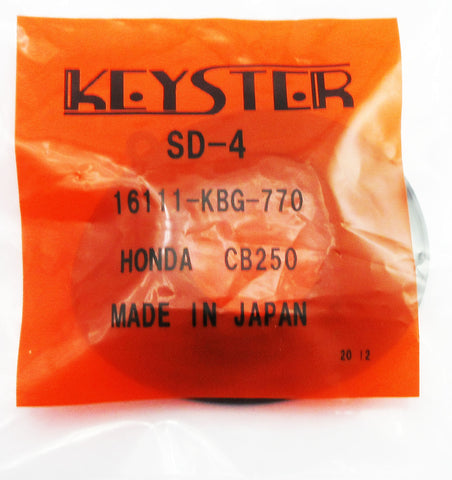 KEYSTER
SD-4
16111-KBG-770
HONDA CB250
MADE IN JAPAN
20 12